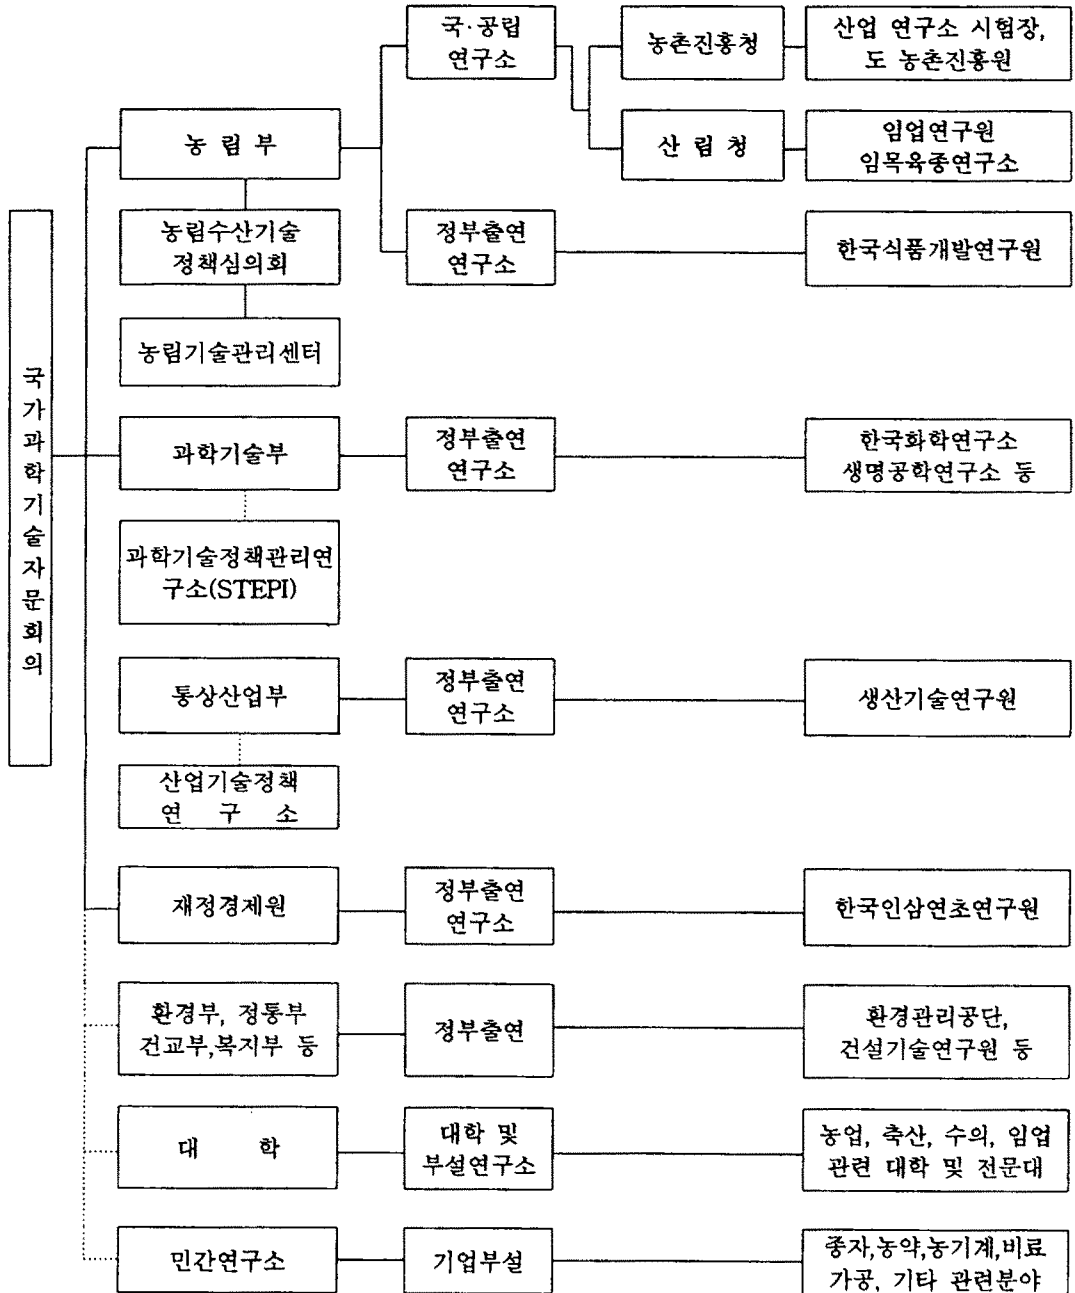 국·공립
연구소
농촌진흥청
산업 연구소 시험장,
도 농촌진흥원
농 림 부
산 림 청
임업연구원
임목육종연구소
농림수산기술
정책심의회
정부출연
연구소
한국식품개발연구원
농림기술관리센터
국가과학기술자문회의
과학기술부
정부출연
연구소
한국화학연구소
생명공학연구소 등
과학기술정책관리연
구소(STEPI)
통상산업부
정부출연
연구소
생산기술연구원
산업기술정책
연 구 소
재정경제원
정부출연
연구소
한국인삼연초연구원
환경부, 정통부
건교부,복지부 등
정부출연
환경관리공단,
건설기술연구원 등
대 학
대학 및
부설연구소
농업, 축산, 수의, 임업
관련 대학 및 전문대
민간연구소
기업부설
종자,농약,농기계,비료
가공, 기타 관련분야